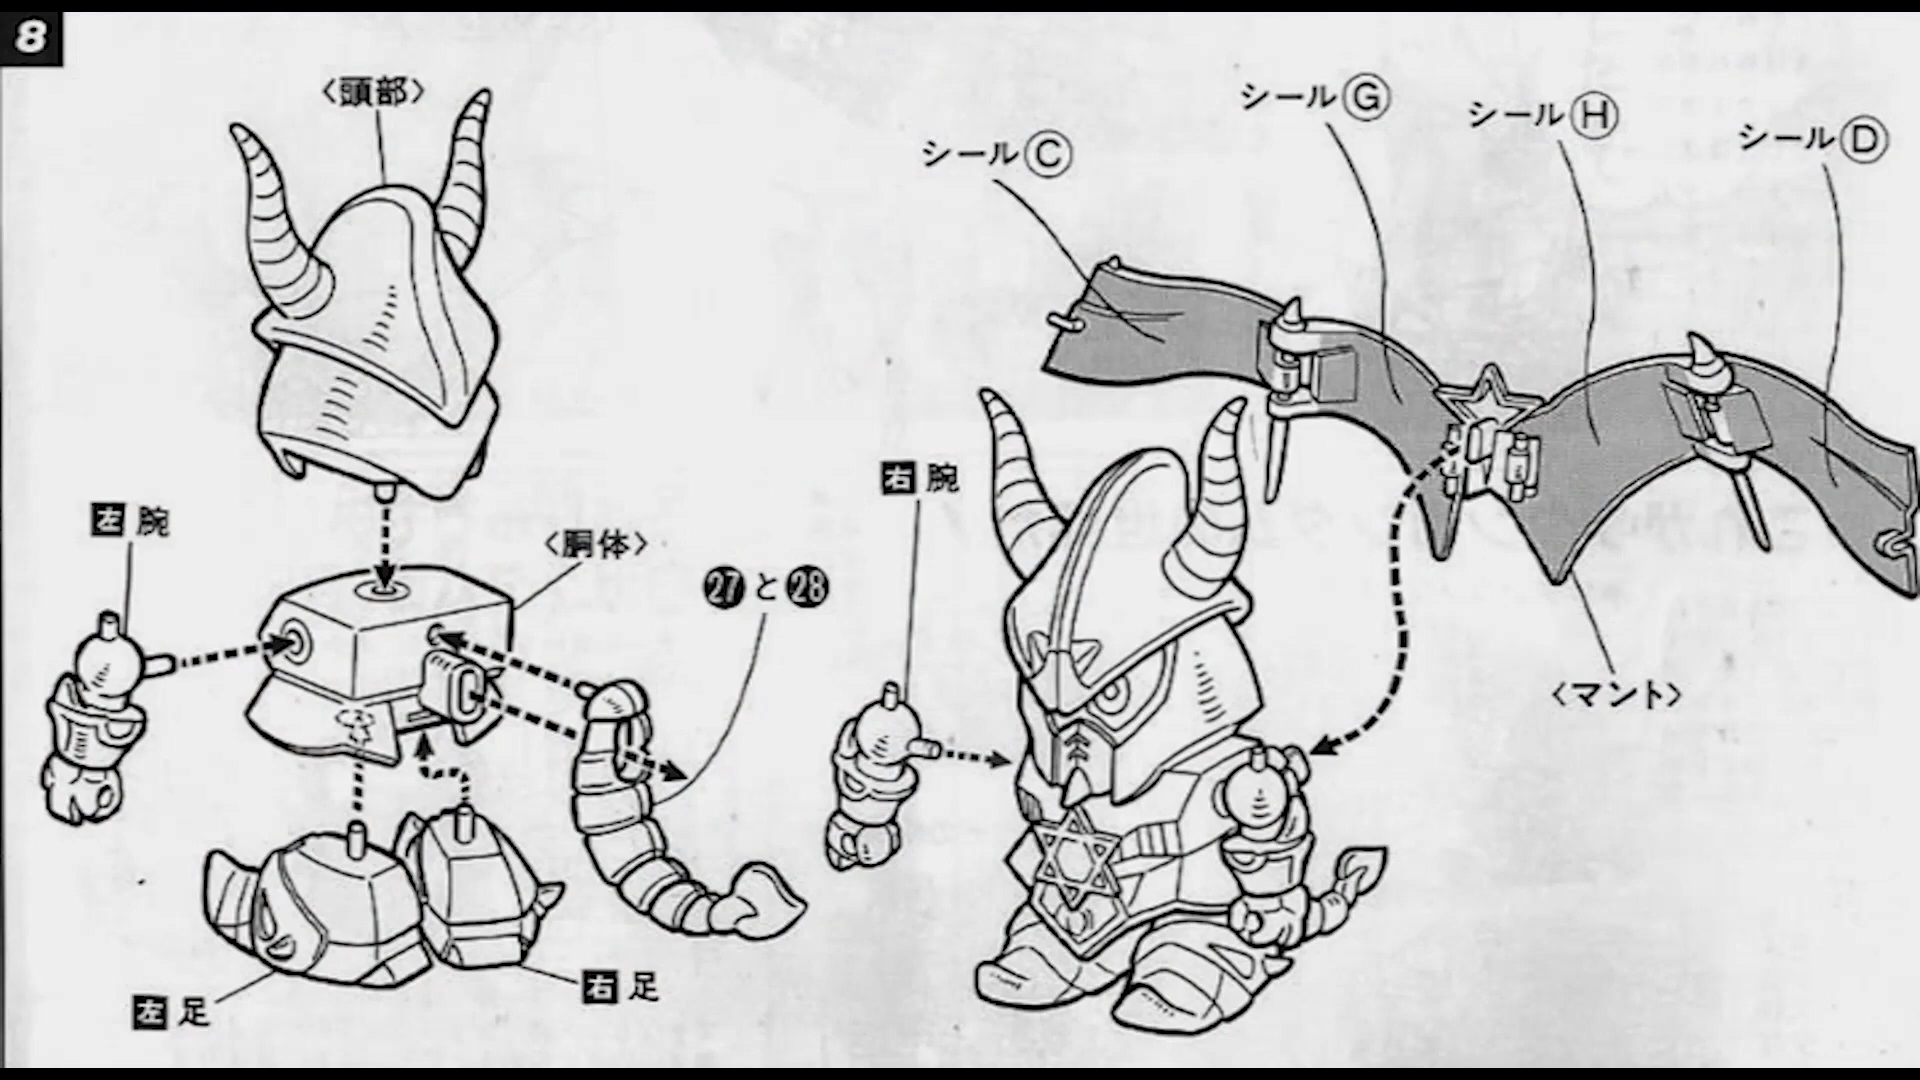 8
〈頭部〉
シールⒸ
シールⒼ
シールⒽ
シールⒹ
左腕
〈胴体〉
㉗と㉘
右腕
〈マント〉
左足
右足